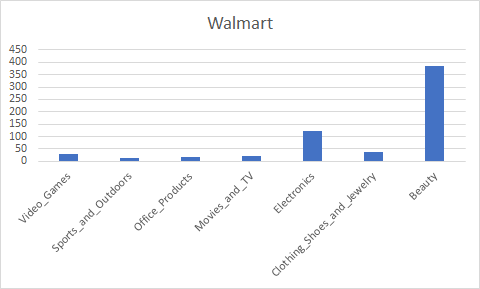 Walmart
450
400
350
300
250
200
150
100
50
0
Video_Games
Sports_and_Outdoors
Office_Products
Movies_and_TV
Electronics
Clothing_Shoes_and_Jewelry
Beauty